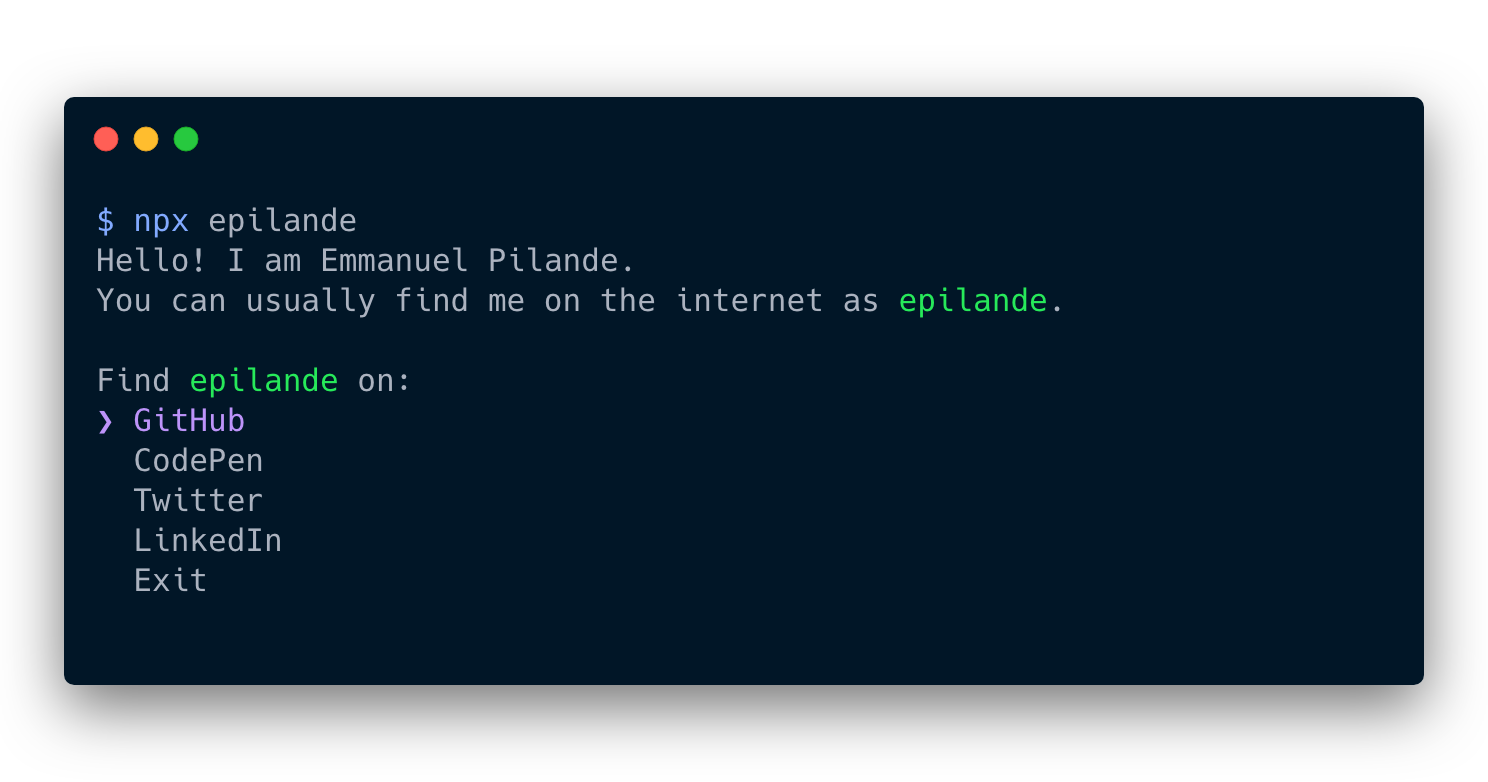 $ npx epilande
Hello! I am Emmanuel Pilande.
You can usually find me on the internet as epilande.
Find epilande on:
❯ GitHub
CodePen
Twitter
LinkedIn
Exit